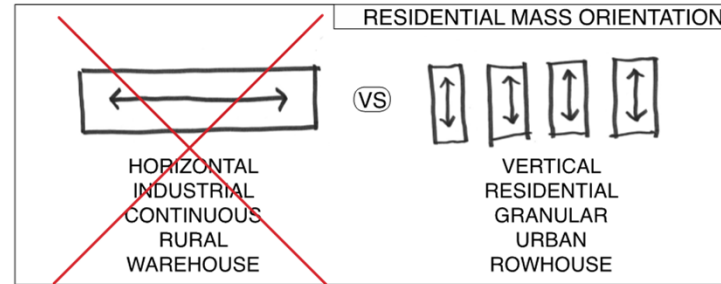 RESIDENTIAL MASS ORIENTATION
HORIZONTAL
INDUSTRIAL
CONTINUOUS
RURAL
WAREHOUSE
VS
VERTICAL
RESIDENTIAL
GRANULAR
URBAN
ROWHOUSE